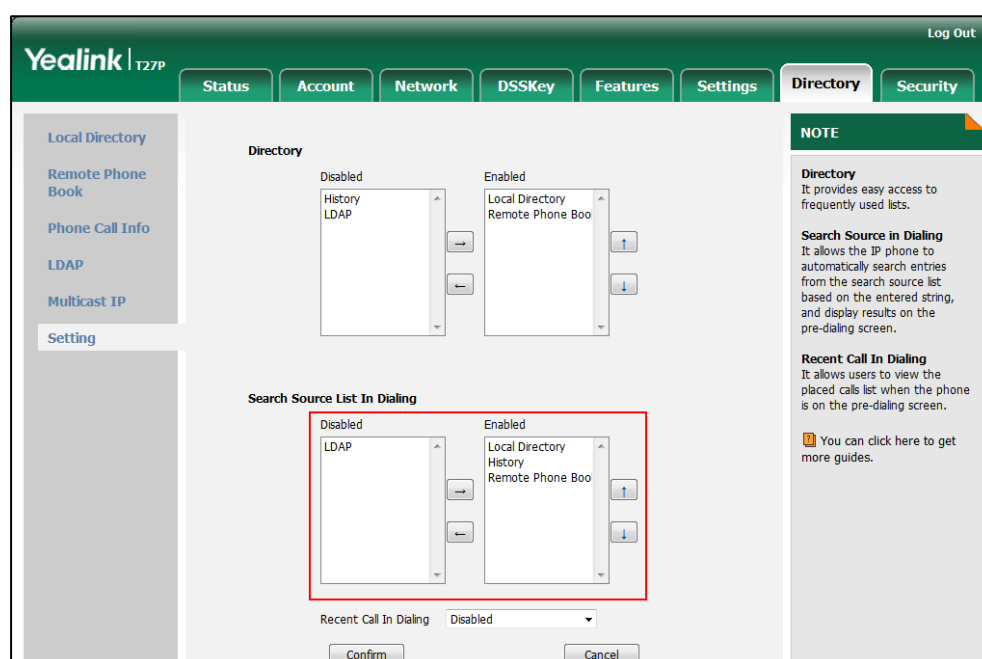 Log Out
Yealink | T27P
Status Account Network DSSKey Features Settings Directory Security
Local Directory
Remote Phone
Book
Phone Call Info
LDAP
Multicast IP
Setting
Directory
Disabled
History
LDAP
→
←
Enabled
Local Directory
Remote Phone Boo
↑
↓
Search Source List In Dialing
Disabled
LDAP
→
←
Enabled
Local Directory
History
Remote Phone Boo
↑
↓
Recent Call In Dialing Disabled
Confirm Cancel
NOTE
Directory
It provides easy access to
frequently used lists.
Search Source in Dialing
It allows the IP phone to
automatically search entries
from the search source list
based on the entered string,
and display results on the
pre-dialing screen.
Recent Call In Dialing
It allows users to view the
placed calls list when the phone
is on the pre-dialing screen.
You can click here to get
more guides.